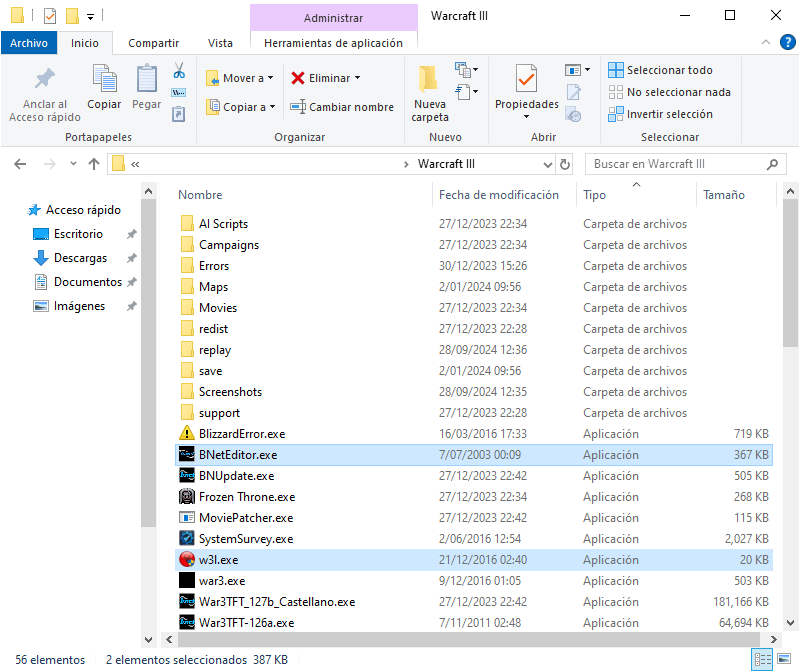 Administrar Warcraft III
Archivo Inicio Compartir Vista Herramientas de aplicación
Anclar al Acceso rápido
Copiar
Pegar
Mover a
Copiar a
Eliminar
Cambiar nombre
Nueva carpeta
Propiedades
Seleccionar todo
No seleccionar nada
Invertir selección
Portapapeles Organizar Nuevo Abrir Seleccionar
« Warcraft III Buscar en Warcraft III
Acceso rápido
Escritorio
Descargas
Documentos
Imágenes
Nombre Fecha de modificación Tipo Tamaño
AI Scripts 27/12/2023 22:34 Carpeta de archivos
Campaigns 27/12/2023 22:34 Carpeta de archivos
Errors 30/12/2023 15:26 Carpeta de archivos
Maps 2/01/2024 09:56 Carpeta de archivos
Movies 27/12/2023 22:34 Carpeta de archivos
redist 27/12/2023 22:28 Carpeta de archivos
replay 28/09/2024 12:36 Carpeta de archivos
save 2/01/2024 09:56 Carpeta de archivos
Screenshots 28/09/2024 12:35 Carpeta de archivos
support 27/12/2023 22:28 Carpeta de archivos
BlizzardError.exe 16/03/2016 17:33 Aplicación 719 KB
BNetEditor.exe 7/07/2003 00:09 Aplicación 367 KB
BNUpdate.exe 27/12/2023 22:42 Aplicación 505 KB
Frozen Throne.exe 27/12/2023 22:34 Aplicación 268 KB
MoviePatcher.exe 27/12/2023 22:42 Aplicación 115 KB
SystemSurvey.exe 2/06/2016 12:54 Aplicación 2,027 KB
w3l.exe 21/12/2016 02:40 Aplicación 20 KB
war3.exe 9/12/2016 01:05 Aplicación 503 KB
War3TFT_127b_Castellano.exe 27/12/2023 22:42 Aplicación 181,166 KB
War3TFT-126a.exe 7/11/2011 02:48 Aplicación 64,694 KB
56 elementos 2 elementos seleccionados 387 KB